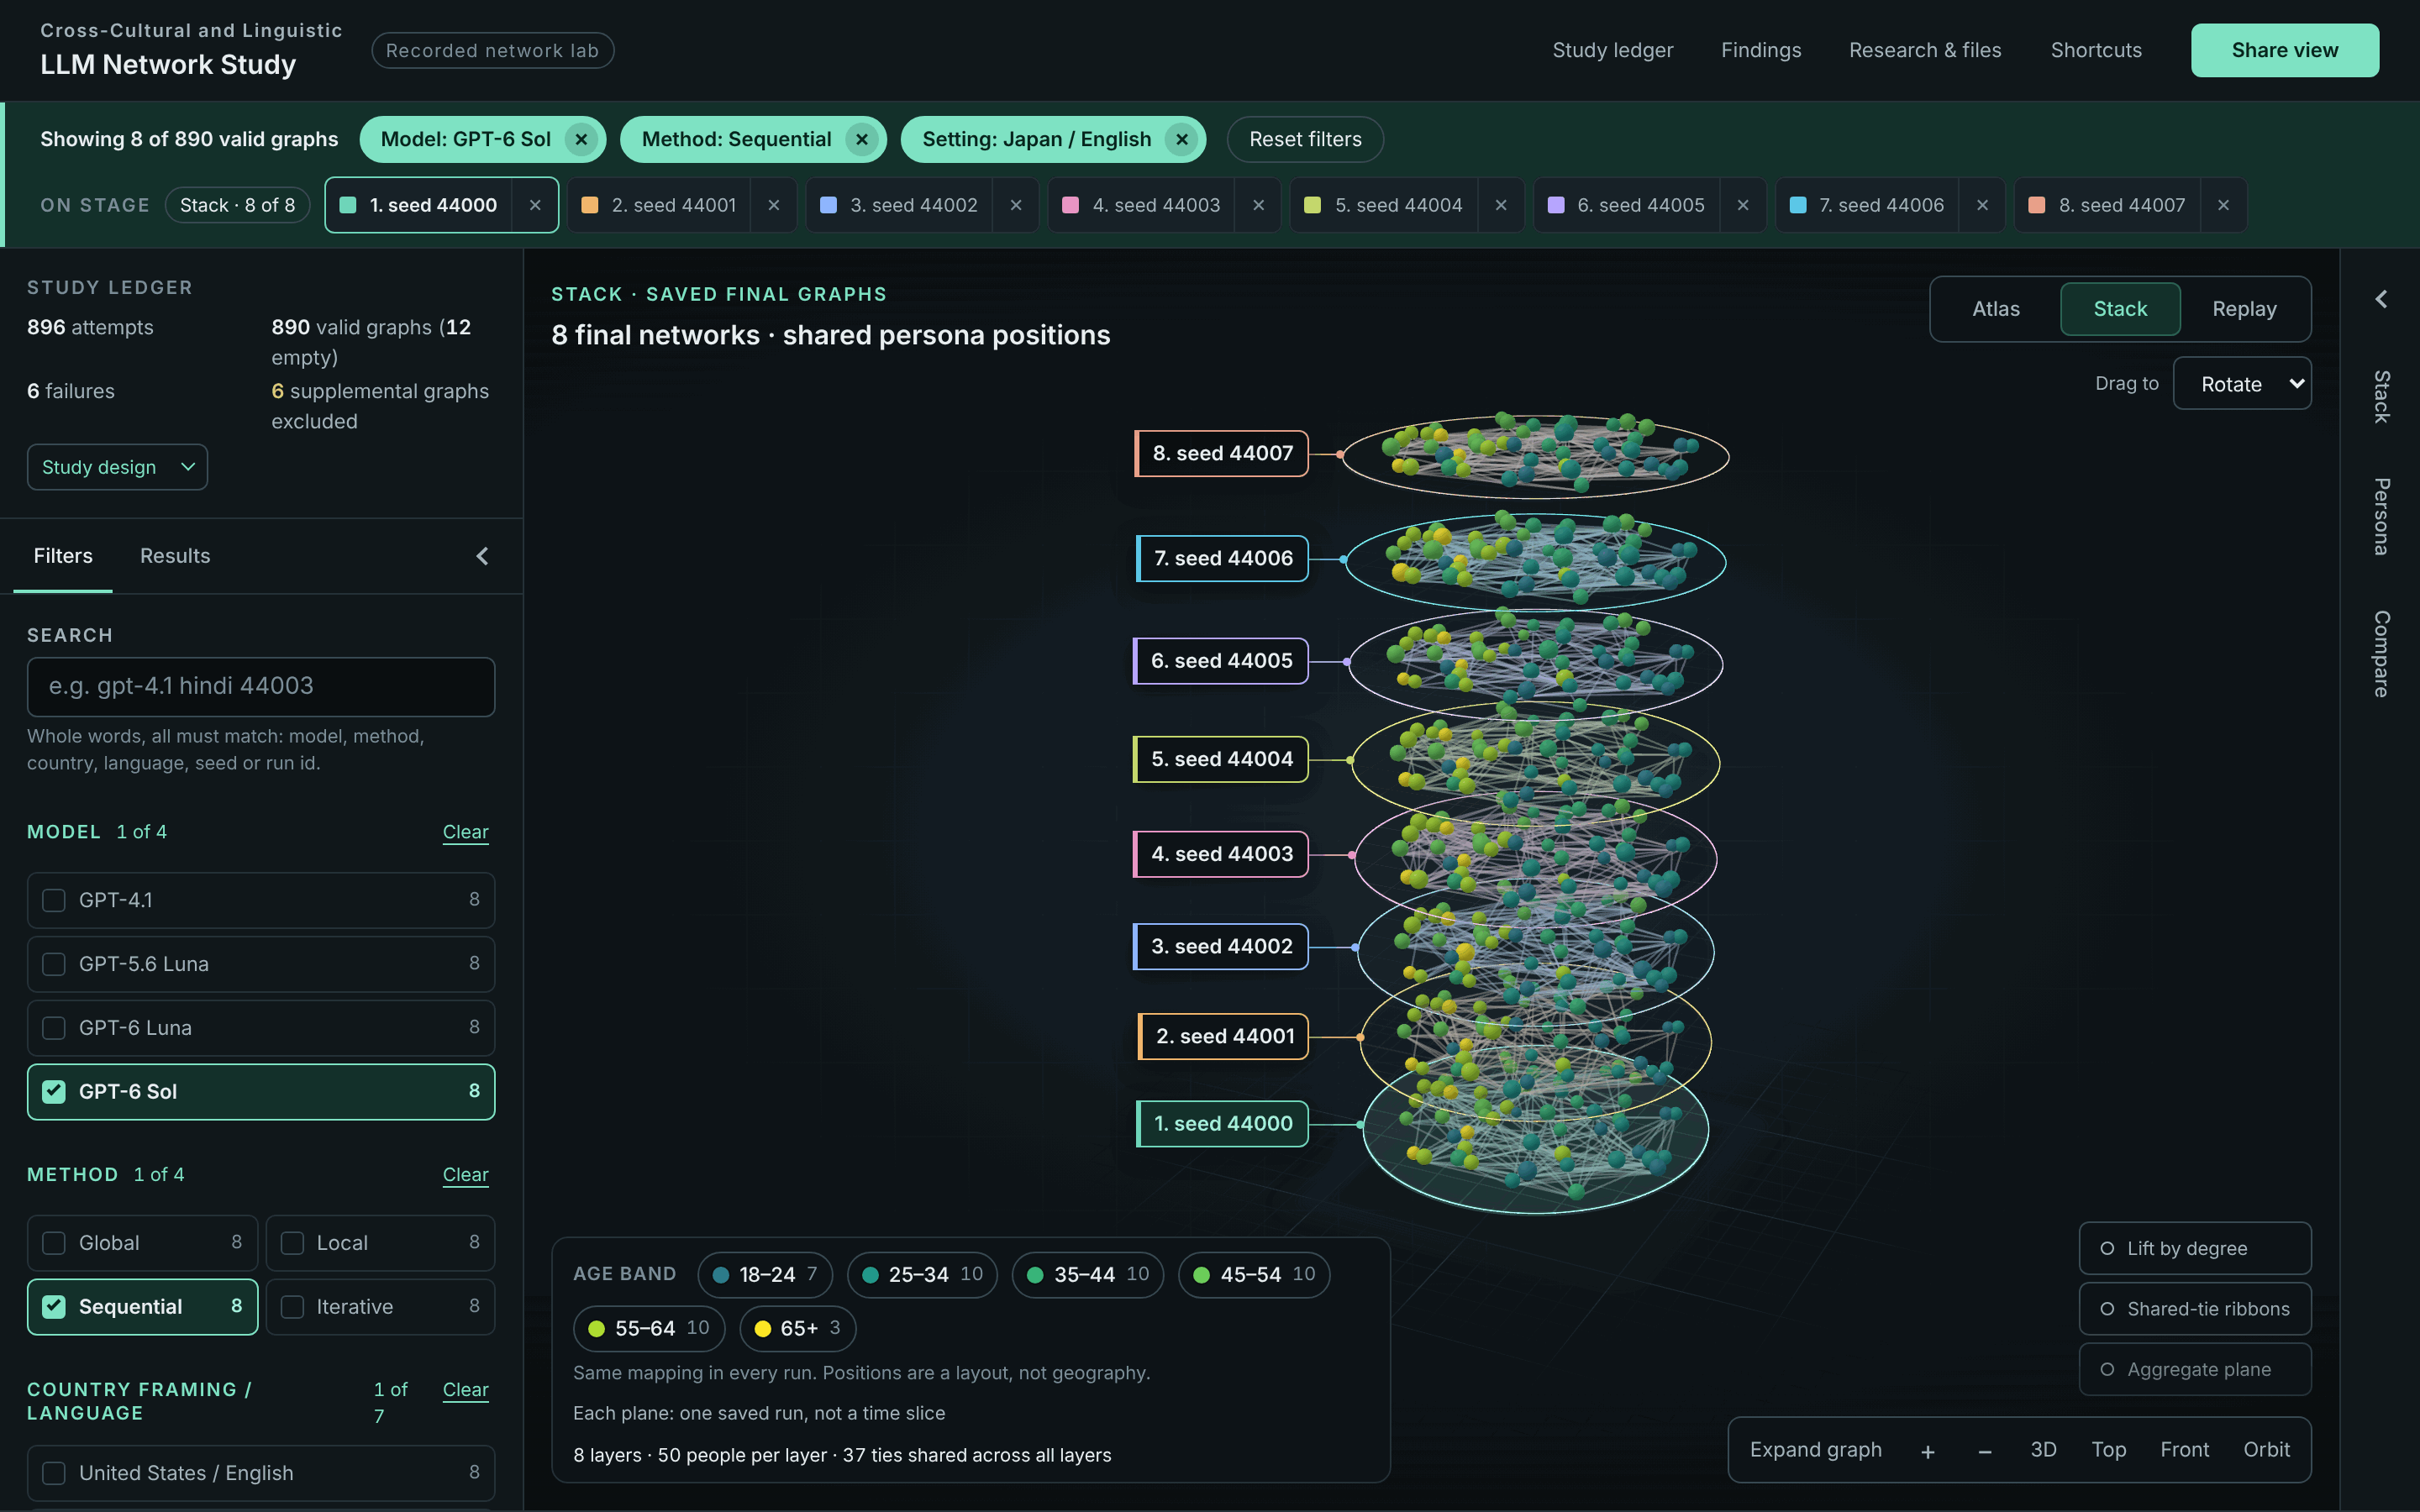 Cross-Cultural and Linguistic
LLM Network Study
Recorded network lab
Study ledger
Findings
Research & files
Shortcuts
Share view
Showing 8 of 890 valid graphs
Model: GPT-6 Sol ×
Method: Sequential ×
Setting: Japan / English ×
Reset filters
ON STAGE
Stack · 8 of 8
1. seed 44000 ×
2. seed 44001 ×
3. seed 44002 ×
4. seed 44003 ×
5. seed 44004 ×
6. seed 44005 ×
7. seed 44006 ×
8. seed 44007 ×
STUDY LEDGER
896 attempts
890 valid graphs (12
empty)
6 failures
6 supplemental graphs
excluded
Study design
Filters
Results
SEARCH
e.g. gpt-4.1 hindi 44003
Whole words, all must match: model, method,
country, language, seed or run id.
MODEL 1 of 4 Clear
GPT-4.1 8
GPT-5.6 Luna 8
GPT-6 Luna 8
GPT-6 Sol 8
METHOD 1 of 4 Clear
Global 8
Local 8
Sequential 8
Iterative 8
COUNTRY FRAMING /
LANGUAGE
1 of
7
Clear
United States / English 8
STACK · SAVED FINAL GRAPHS
8 final networks · shared persona positions
Atlas
Stack
Replay
Drag to
Rotate
8. seed 44007
7. seed 44006
6. seed 44005
5. seed 44004
4. seed 44003
3. seed 44002
2. seed 44001
1. seed 44000
AGE BAND
18–24 7
25–34 10
35–44 10
45–54 10
55–64 10
65+ 3
Same mapping in every run. Positions are a layout, not geography.
Each plane: one saved run, not a time slice
8 layers · 50 people per layer · 37 ties shared across all layers
Lift by degree
Shared-tie ribbons
Aggregate plane
Expand graph
+
−
3D
Top
Front
Orbit
Stack
Persona
Compare